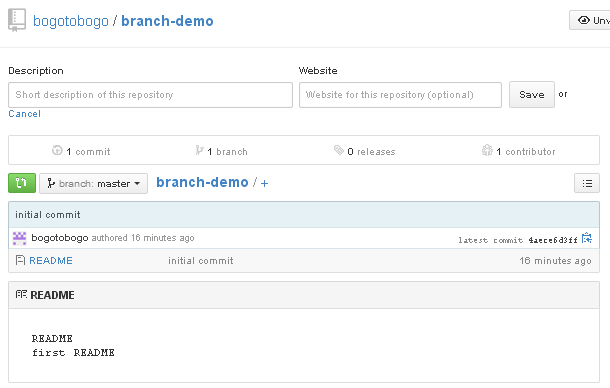 bogotobogo / branch-demo
Unw
Description
Website
Short description of this repository
Website for this repository (optional)
Save or
Cancel
1 commit
1 branch
0 releases
1 contributor
branch: master
branch-demo / +
initial commit
bogotobogo authored 16 minutes ago
latest commit 4aece6d3ff
README initial commit 16 minutes ago
README
README
first README